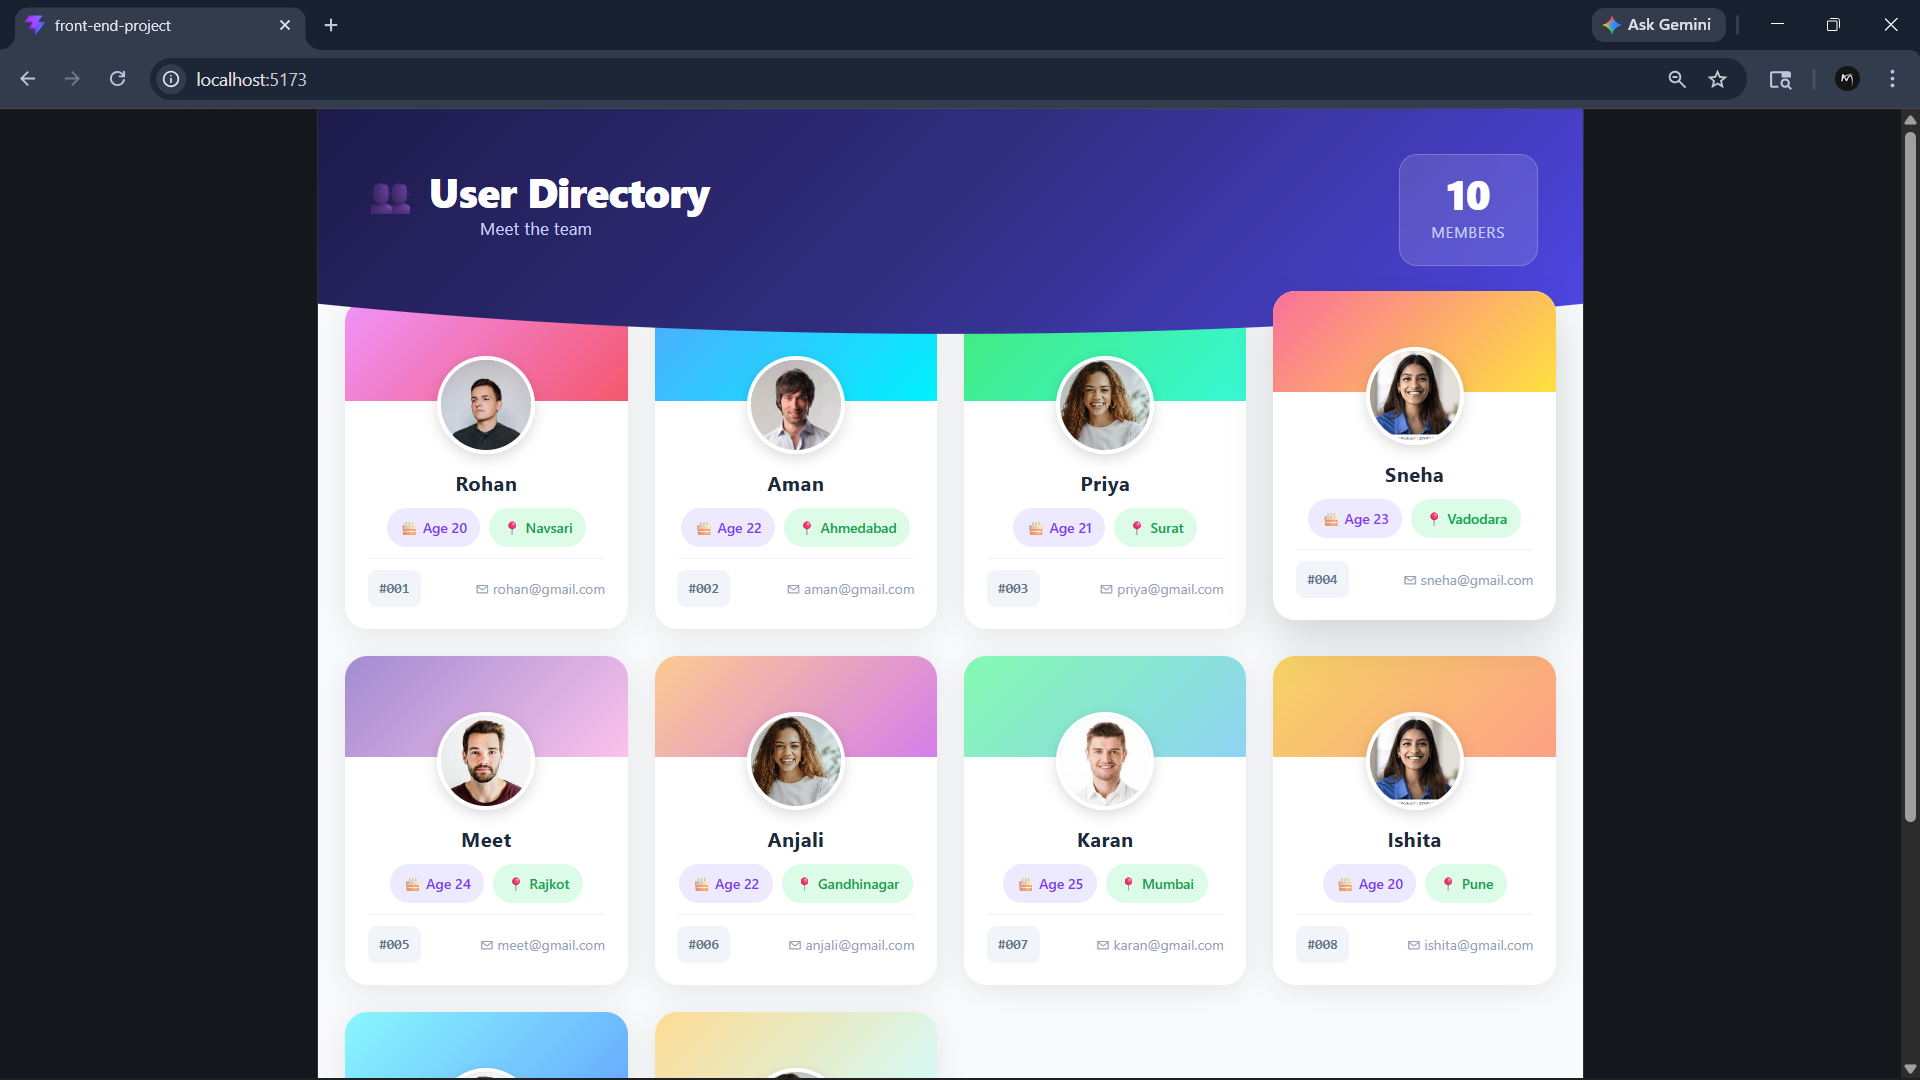 front-end-project
Ask Gemini
localhost:5173
User Directory
Meet the team
10
MEMBERS
Rohan
Age 20
Navsari
#001
rohan@gmail.com
Aman
Age 22
Ahmedabad
#002
aman@gmail.com
Priya
Age 21
Surat
#003
priya@gmail.com
Sneha
Age 23
Vadodara
#004
sneha@gmail.com
Meet
Age 24
Rajkot
#005
meet@gmail.com
Anjali
Age 22
Gandhinagar
#006
anjali@gmail.com
Karan
Age 25
Mumbai
#007
karan@gmail.com
Ishita
Age 20
Pune
#008
ishita@gmail.com